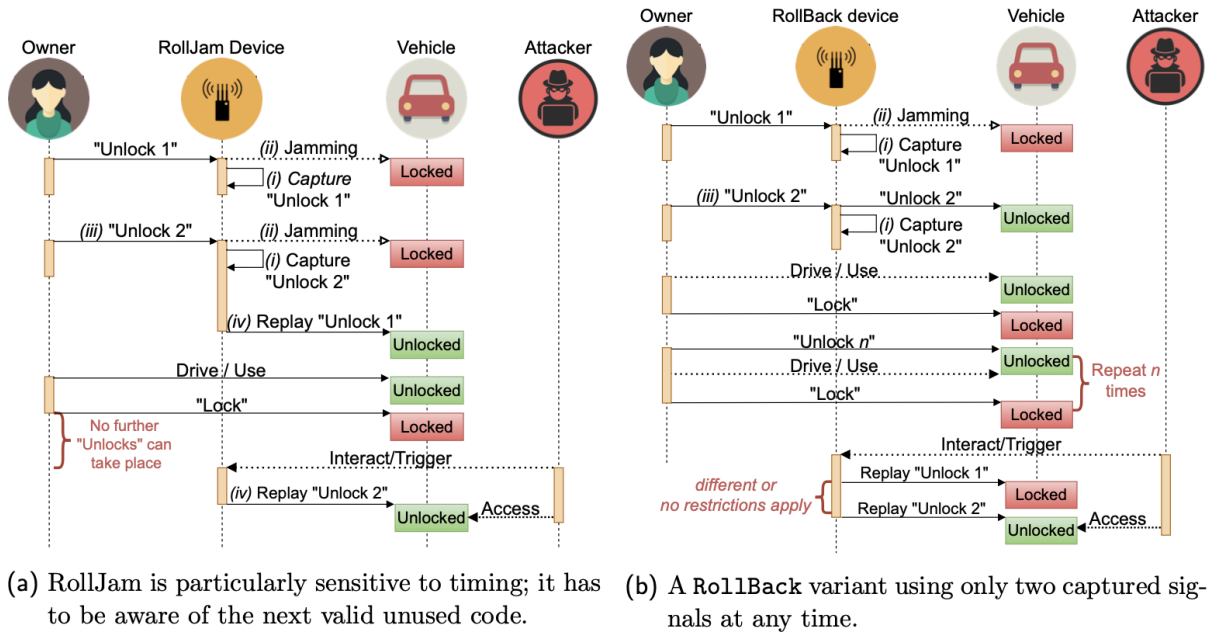 Owner
RollJam Device
Vehicle
Attacker
"Unlock 1"
(ii) Jamming
Locked
(i) Capture
"Unlock 1"
(iii) "Unlock 2"
(ii) Jamming
Locked
(i) Capture
"Unlock 2"
(iv) Replay "Unlock 1"
Unlocked
Drive / Use
Unlocked
"Lock"
Locked
No further
"Unlocks" can
take place
Interact/Trigger
(iv) Replay "Unlock 2"
Unlocked
Access
(a) RollJam is particularly sensitive to timing; it has
to be aware of the next valid unused code.
Owner
RollBack device
Vehicle
Attacker
"Unlock 1"
(ii) Jamming
Locked
(i) Capture
"Unlock 1"
(iii) "Unlock 2"
"Unlock 2"
Unlocked
(i) Capture
"Unlock 2"
Drive / Use
Unlocked
"Lock"
Locked
"Unlock n"
Unlocked
Drive / Use
Repeat n
times
"Lock"
Locked
Interact/Trigger
Replay "Unlock 1"
different or
no restrictions apply
Locked
Replay "Unlock 2"
Unlocked
Access
(b) A RollBack variant using only two captured sig-
nals at any time.